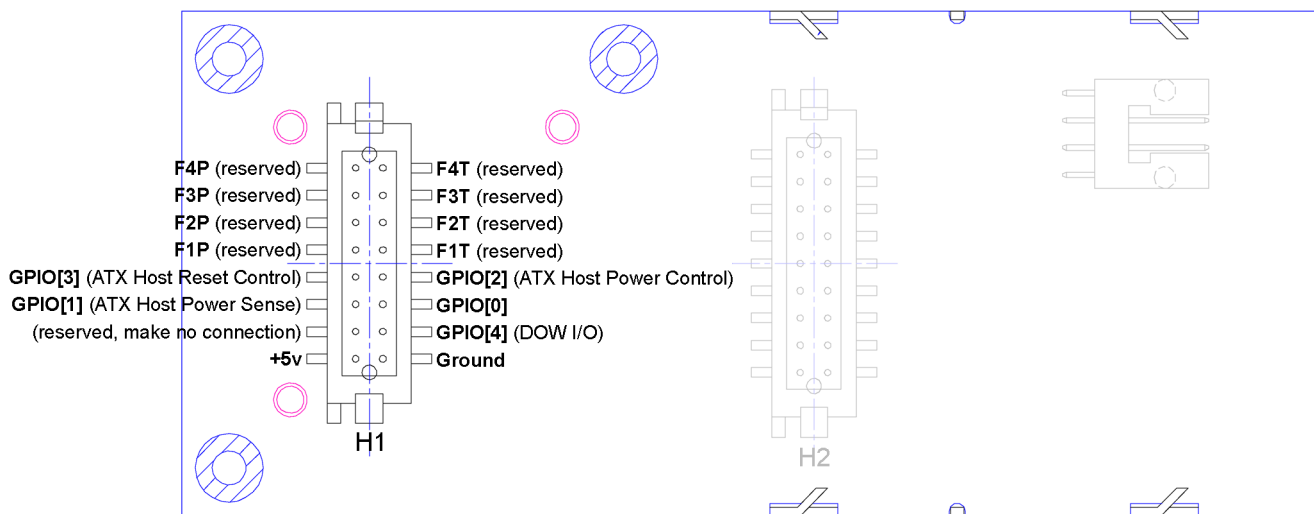 F4P (reserved) F4T (reserved)
F3P (reserved) F3T (reserved)
F2P (reserved) F2T (reserved)
F1P (reserved) F1T (reserved)
GPIO[3] (ATX Host Reset Control) GPIO[2] (ATX Host Power Control)
GPIO[1] (ATX Host Power Sense) GPIO[0]
(reserved, make no connection) GPIO[4] (DOW I/O)
+5v Ground
H1
H2